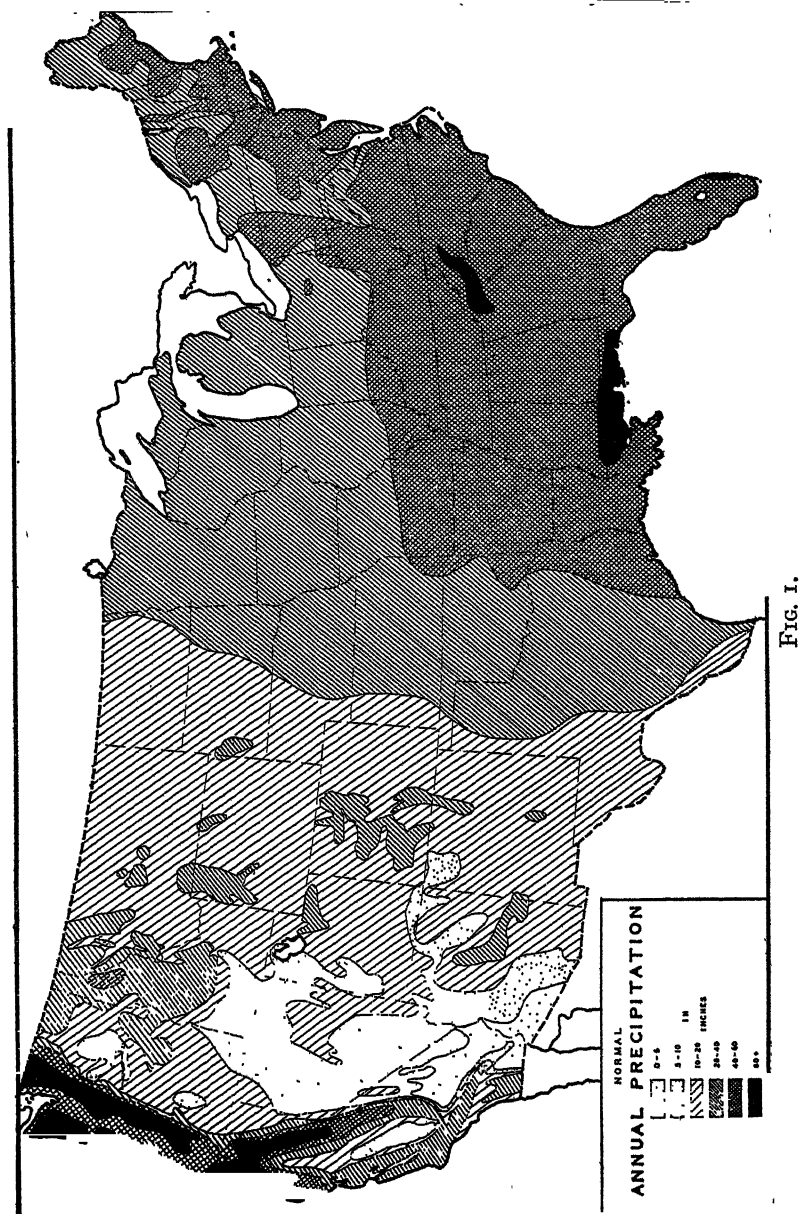 NORMAL
ANNUAL PRECIPITATION
IN
INCHES
0-5
5-10
10-20
20-40
40-60
60+
FIG. 1.